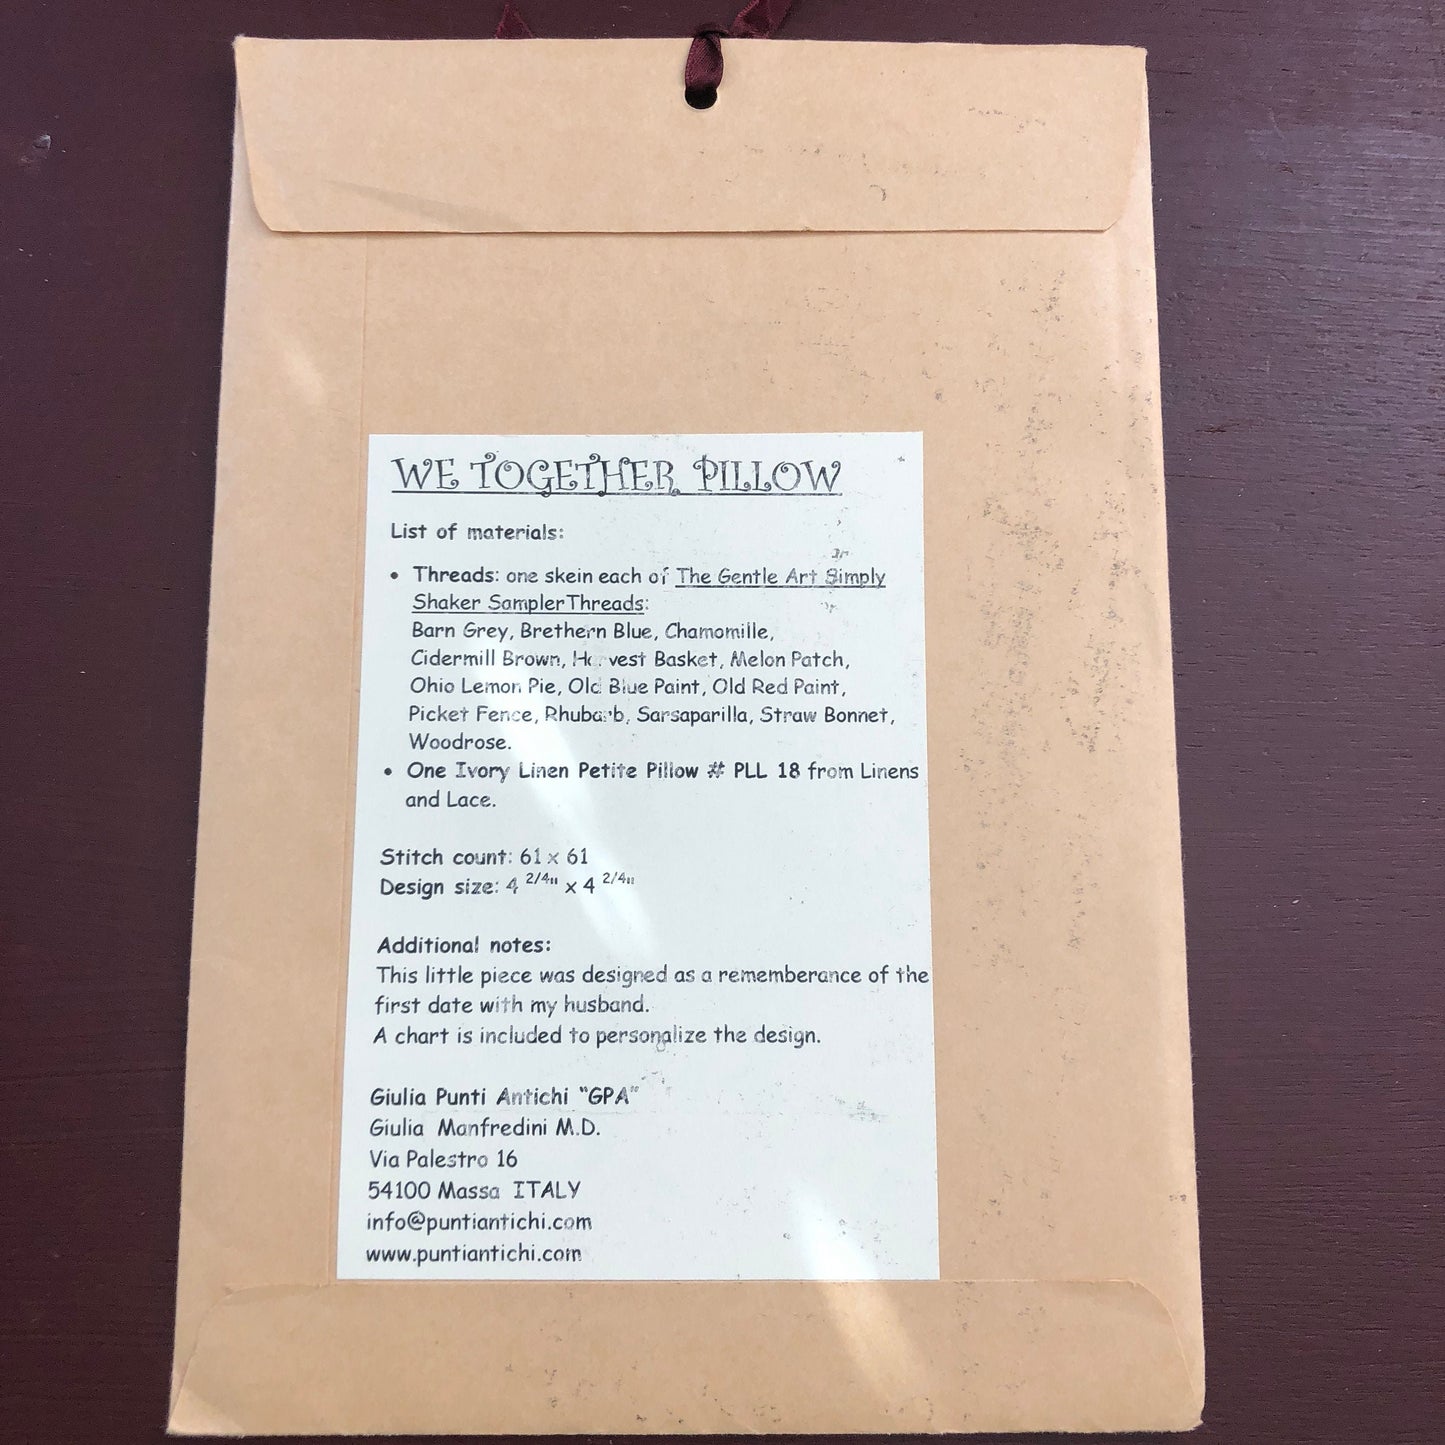 WE TOGETHER PILLOW
List of materials:
• Threads: one skein each of The Gentle Art Simply
Shaker SamplerThreads:
Barn Grey, Brethern Blue, Chamomille,
Cidermill Brown, Harvest Basket, Melon Patch,
Ohio Lemon Pie, Old Blue Paint, Old Red Paint,
Picket Fence, Rhubarb, Sarsaparilla, Straw Bonnet,
Woodrose.
• One Ivory Linen Petite Pillow # PLL 18 from Linens
and Lace.
Stitch count: 61 x 61
Design size: 4 2/4" x 4 2/4"
Additional notes:
This little piece was designed as a rememberance of the
first date with my husband.
A chart is included to personalize the design.
Giulia Punti Antichi "GPA"
Giulia Manfredini M.D.
Via Palestro 16
54100 Massa ITALY
info@puntiantichi.com
www.puntiantichi.com